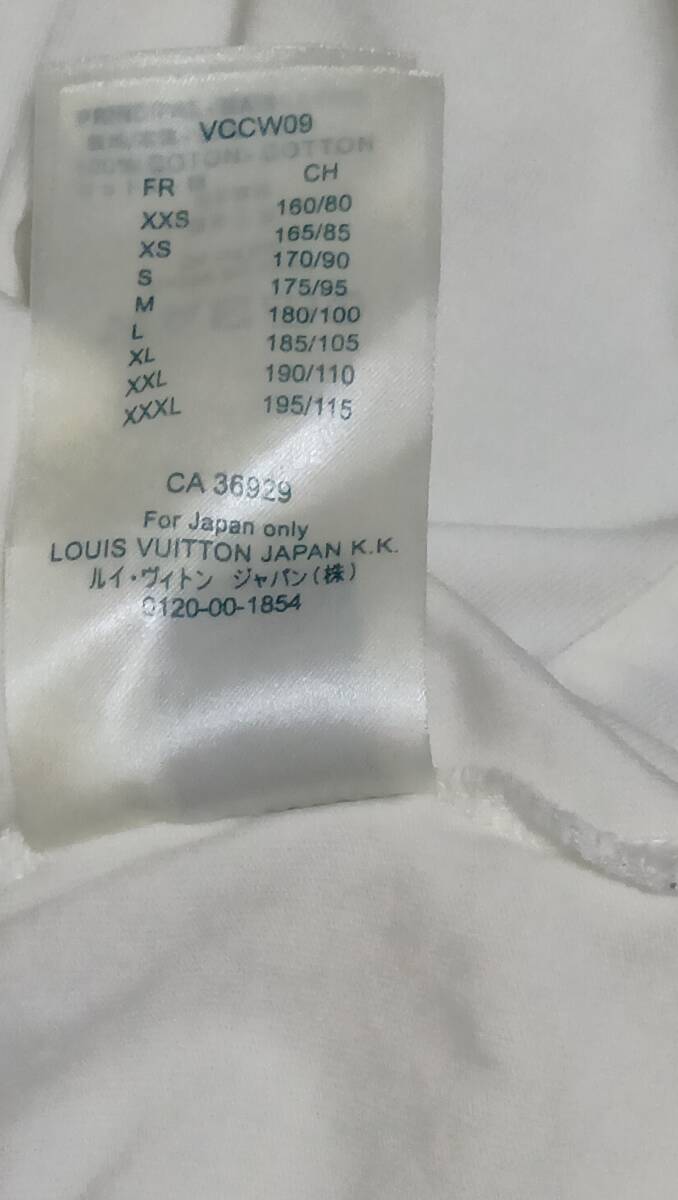 VCCW09
FR CH
XXS 160/80
XS 165/85
S 170/90
M 175/95
L 180/100
XL 185/105
XXL 190/110
XXXL 195/115
CA 36929
For Japan only
LOUIS VUITTON JAPAN K.K.
ルイ・ヴィトン ジャパン(株)
0120-00-1854